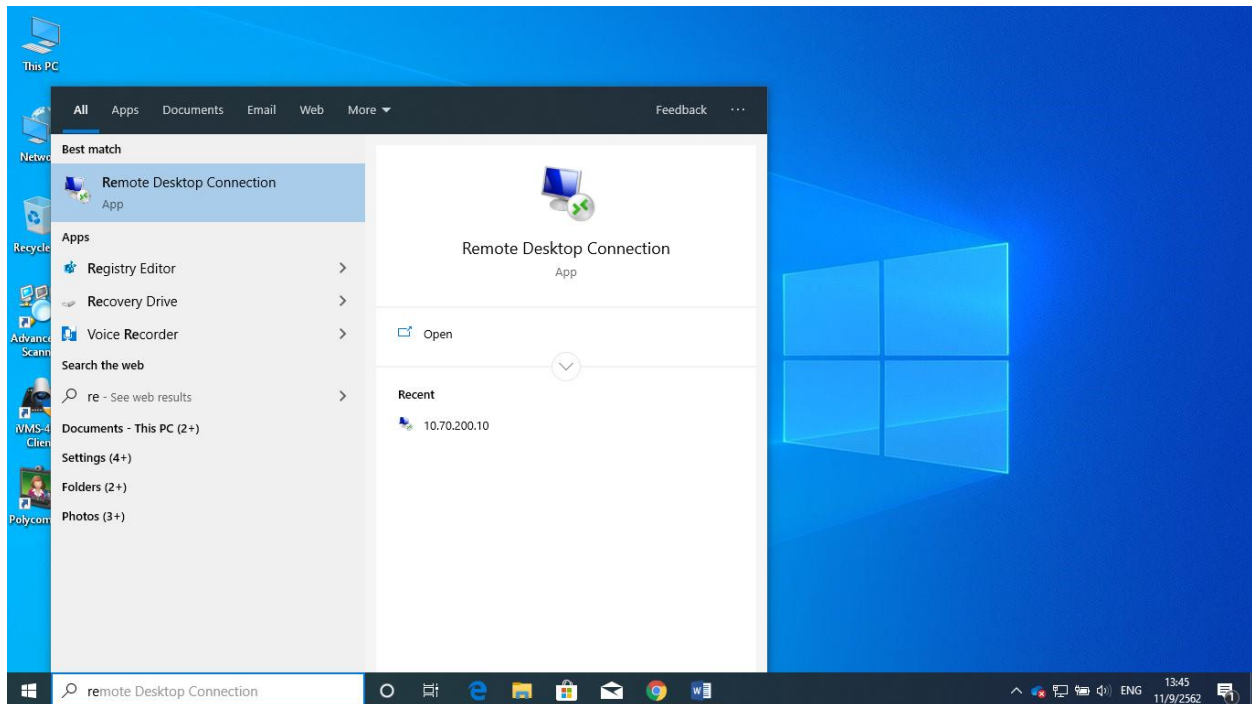 This PC
All Apps Documents Email Web More Feedback ...
Netwo
Best match
Remote Desktop Connection
App
Recycle
Apps
Registry Editor
Recovery Drive
Voice Recorder
Advance
Scann
Search the web
re - See web results
iVMS-4
Clien
Documents - This PC (2+)
Settings (4+)
Folders (2+)
Polycom
Photos (3+)
Remote Desktop Connection
App
Open
Recent
10.70.200.10
remote Desktop Connection
ENG
13:45
11/9/2562
1